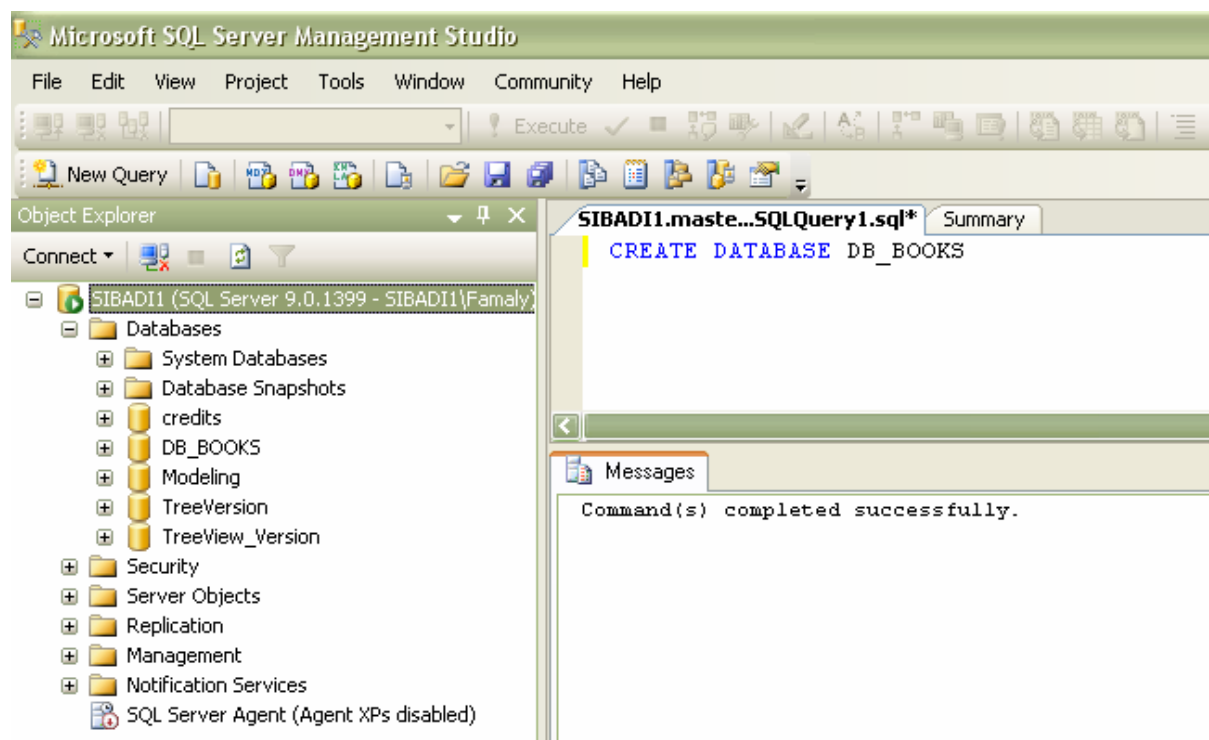 Microsoft SQL Server Management Studio
File Edit View Project Tools Window Community Help
Execute
New Query
Object Explorer
SIBADI1.maste...SQLQuery1.sql* Summary
Connect
CREATE DATABASE DB_BOOKS
SIBADI1 (SQL Server 9.0.1399 - SIBADI1\Famaly)
Databases
System Databases
Database Snapshots
credits
DB_BOOKS
Modeling
TreeVersion
TreeView_Version
Security
Server Objects
Replication
Management
Notification Services
SQL Server Agent (Agent XPs disabled)
Messages
Command(s) completed successfully.